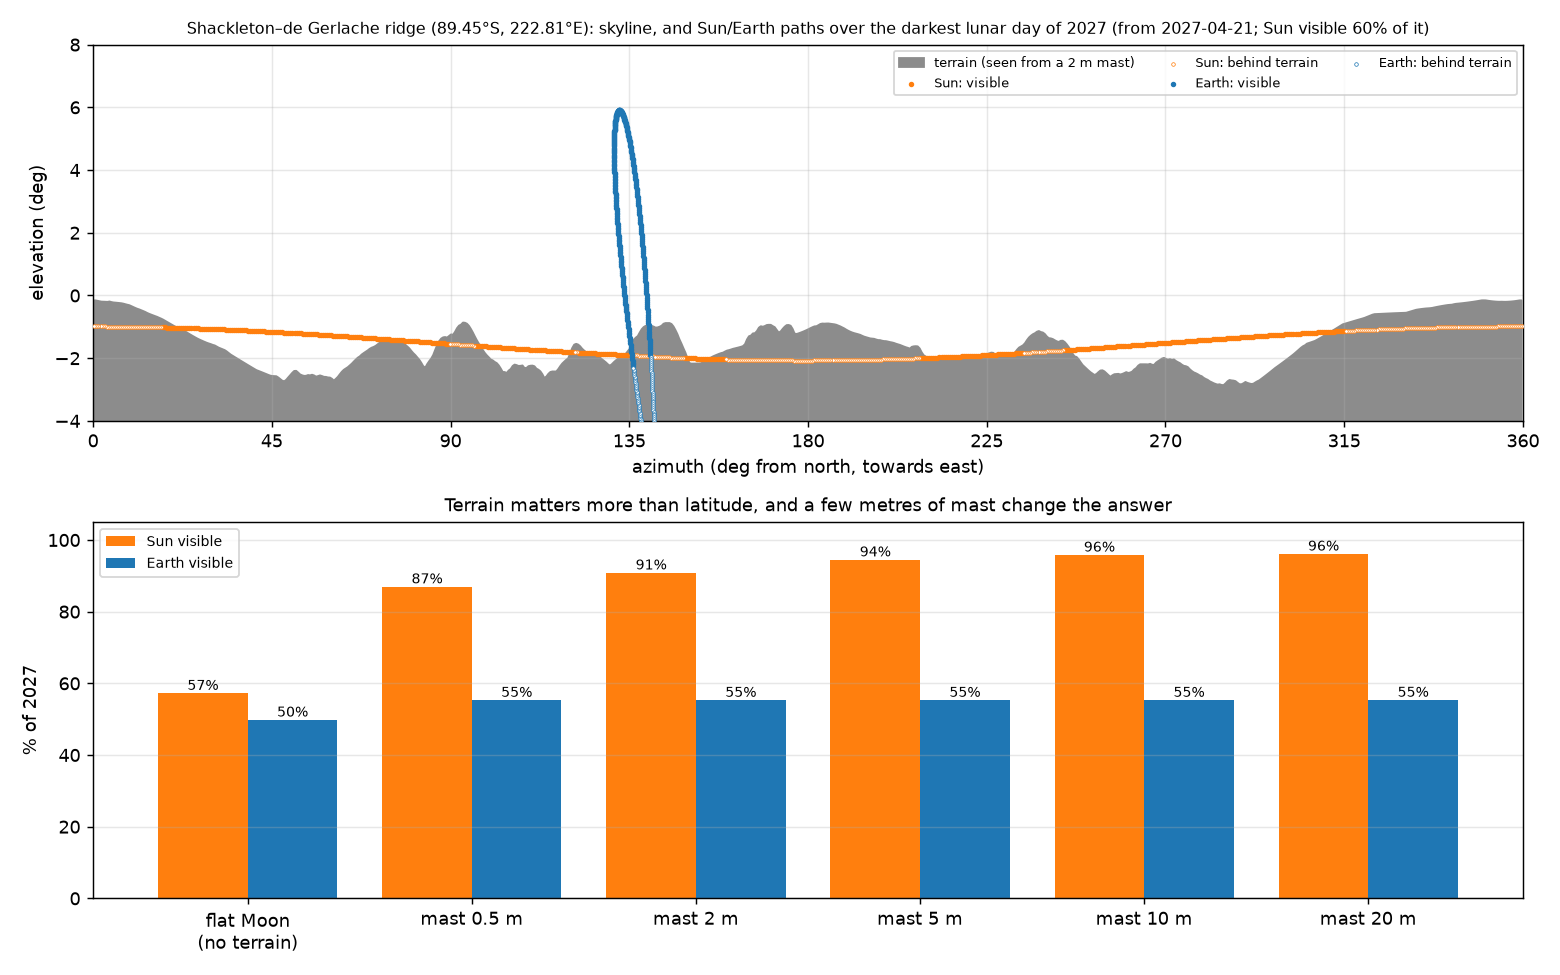 Shackleton–de Gerlache ridge (89.45°S, 222.81°E): skyline, and Sun/Earth paths over the darkest lunar day of 2027 (from 2027-04-21; Sun visible 60% of it)
terrain (seen from a 2 m mast)
Sun: visible
Sun: behind terrain
Earth: visible
Earth: behind terrain
elevation (deg)
8
6
4
2
0
−2
−4
0 45 90 135 180 225 270 315 360
azimuth (deg from north, towards east)
Terrain matters more than latitude, and a few metres of mast change the answer
Sun visible
Earth visible
% of 2027
100
80
60
40
20
0
57% 50% 87% 55% 91% 55% 94% 55% 96% 55% 96% 55%
flat Moon
(no terrain)
mast 0.5 m
mast 2 m
mast 5 m
mast 10 m
mast 20 m